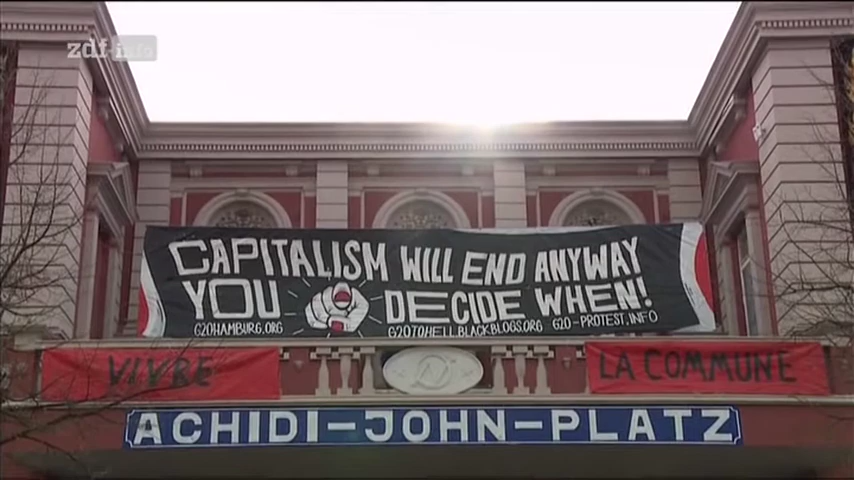 zdf info
CAPITALISM WILL END ANYWAY
YOU DECIDE WHEN!
G20HAMBURG.ORG G20TOHELL.BLACKBLOGS.ORG G20-PROTEST.INFO
VIVRE LA COMMUNE
ACHIDI-JOHN-PLATZ